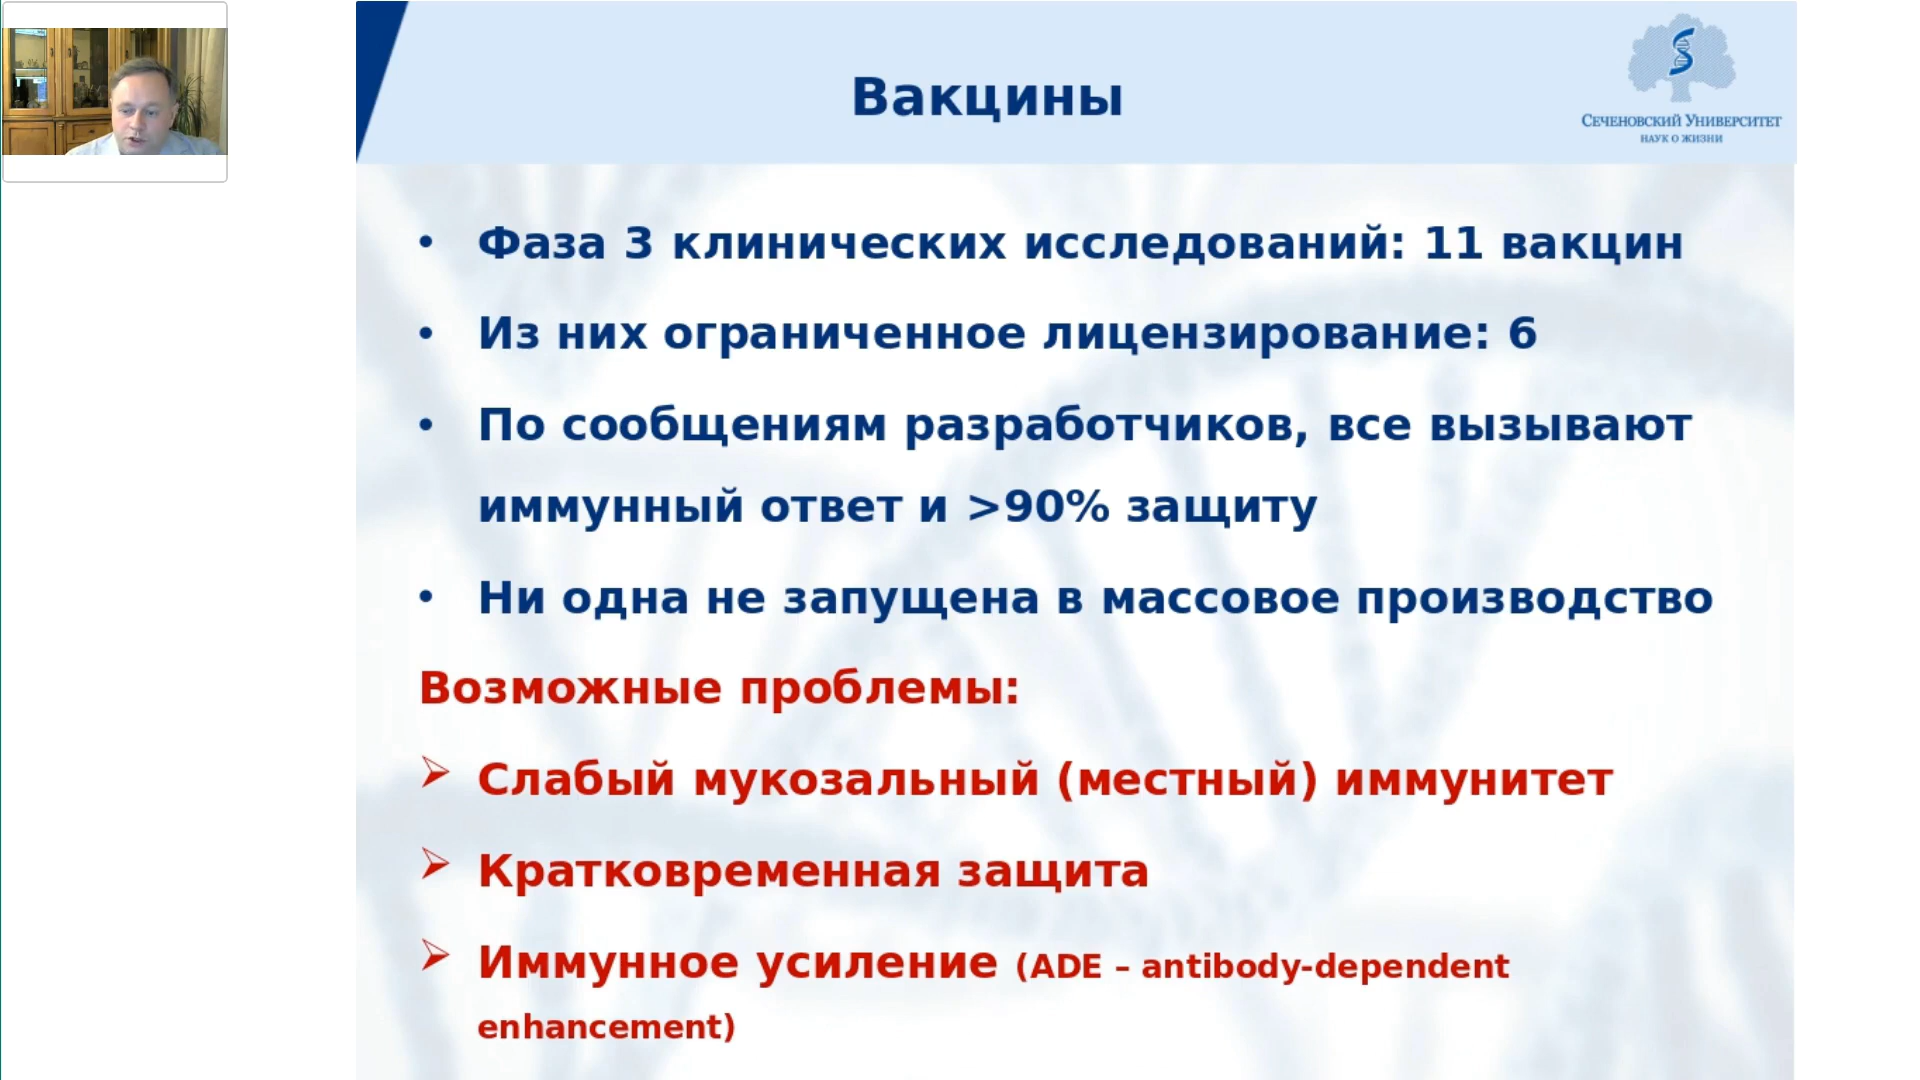 Вакцины
СЕЧЕНОВСКИЙ УНИВЕРСИТЕТ
НАУК О ЖИЗНИ
• Фаза 3 клинических исследований: 11 вакцин
• Из них ограниченное лицензирование: 6
• По сообщениям разработчиков, все вызывают
иммунный ответ и >90% защиту
• Ни одна не запущена в массовое производство
Возможные проблемы:
➢ Слабый мукозальный (местный) иммунитет
➢ Кратковременная защита
➢ Иммунное усиление (ADE – antibody-dependent
enhancement)